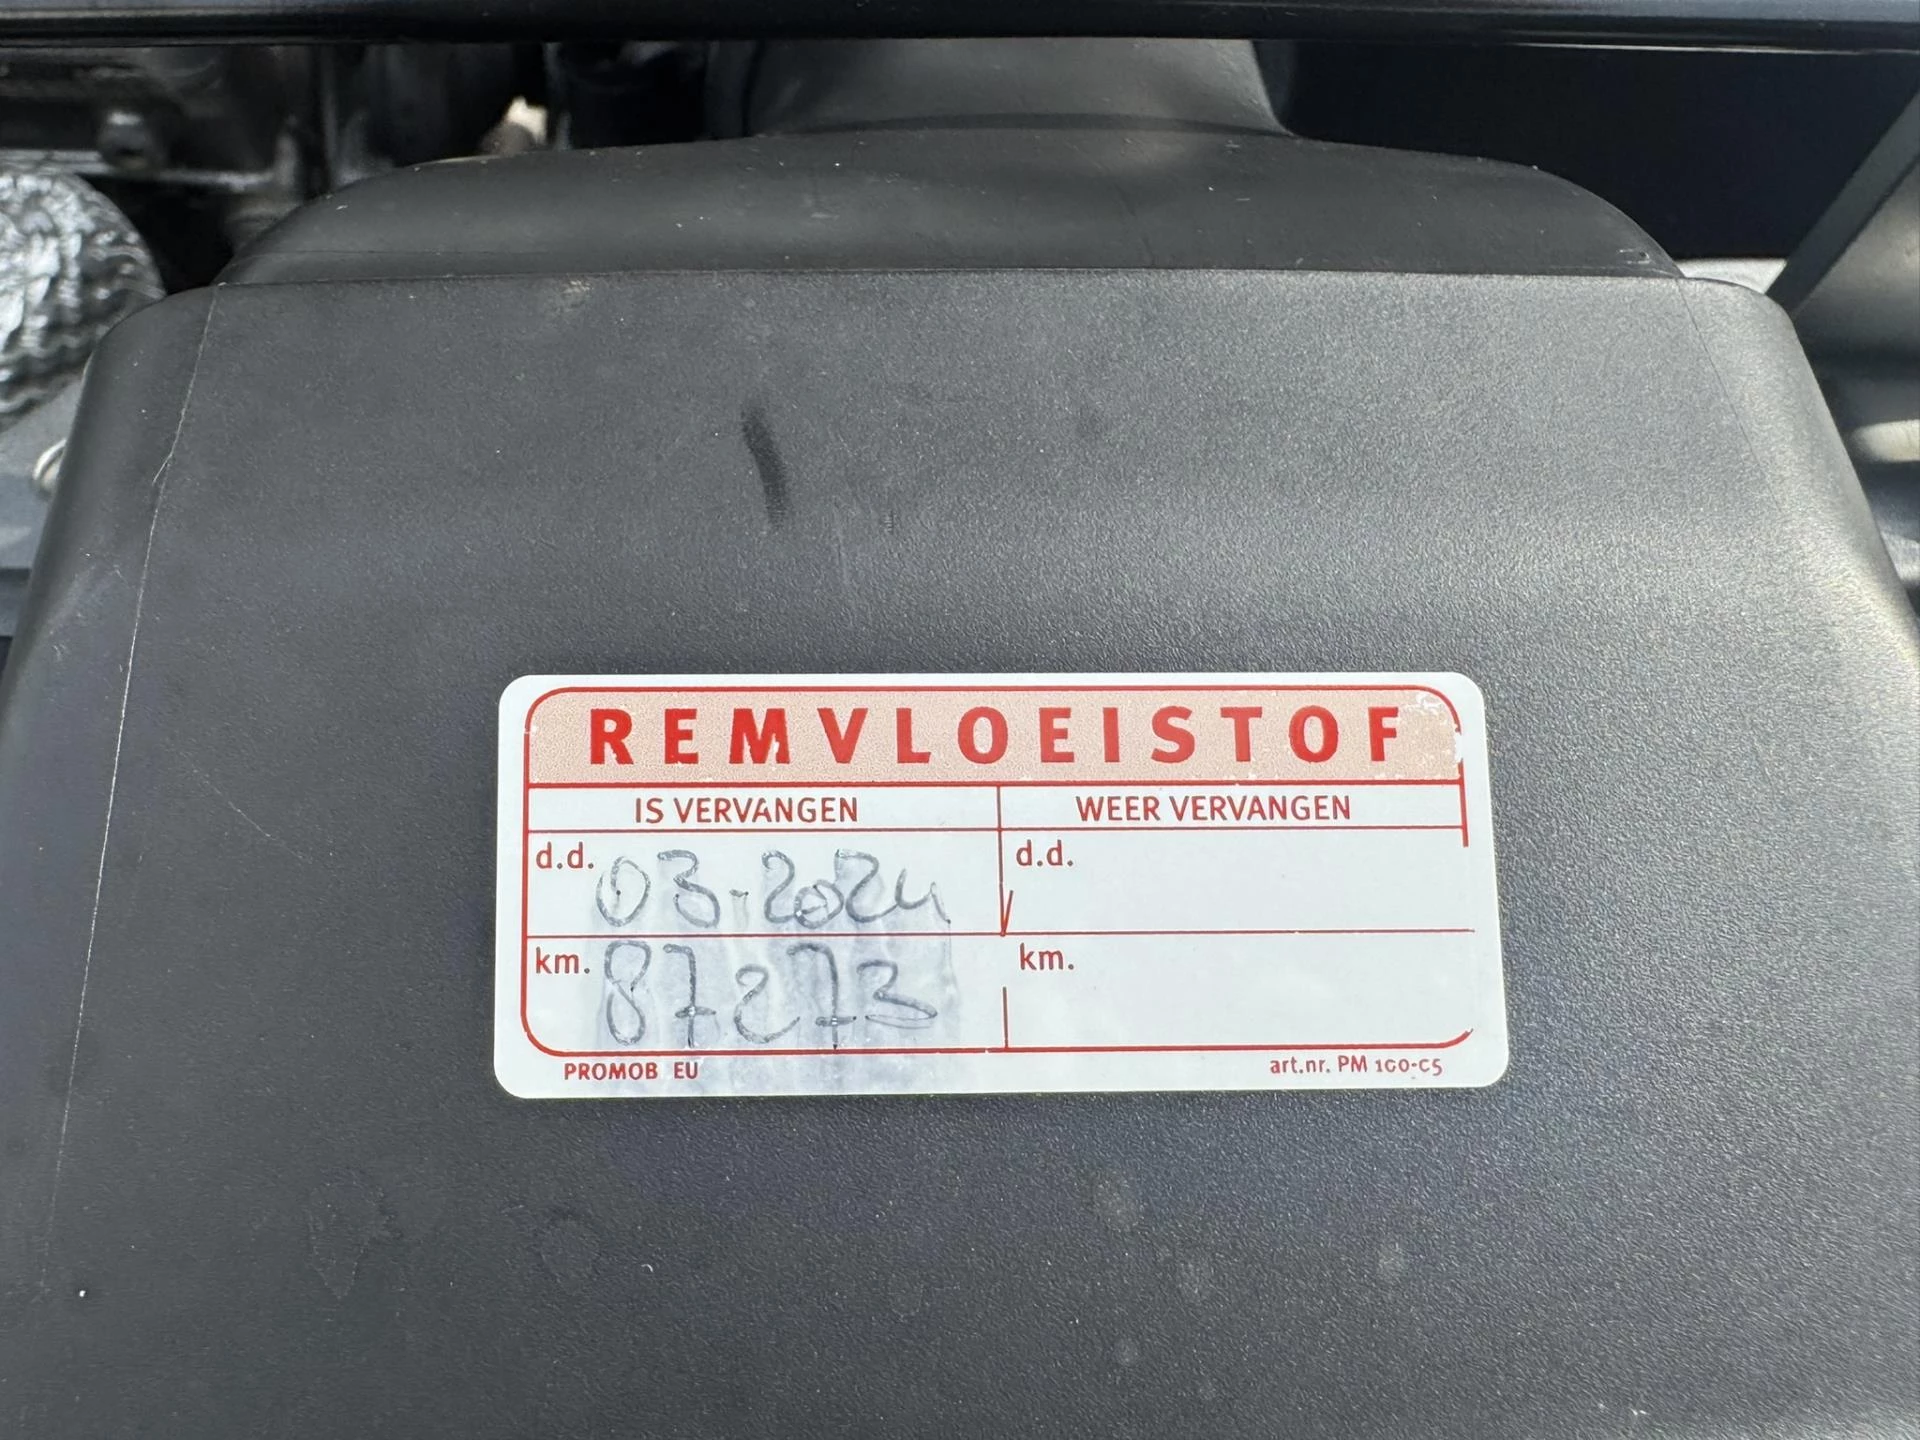 REMVLOEISTOF
IS VERVANGEN WEER VERVANGEN
d.d. 03-2024 d.d.
km. 87273 km.
PROMOB EU art.nr. PM 100-C5